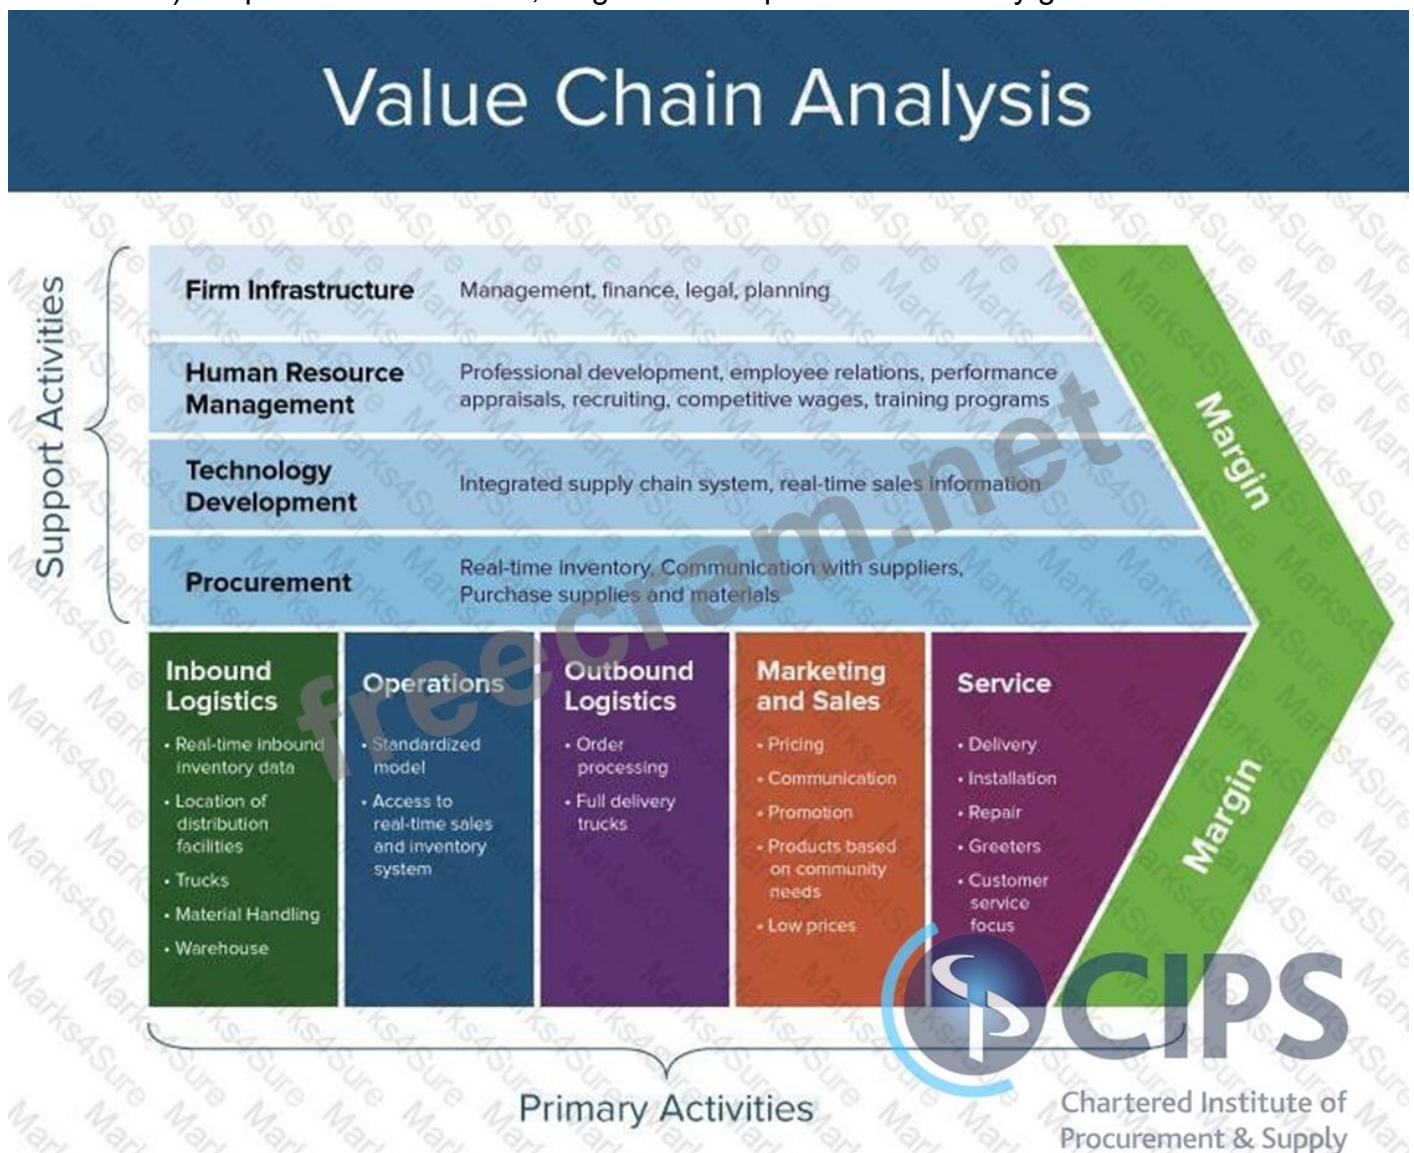 Value Chain Analysis
Support Activities
Firm Infrastructure
Management, finance, legal, planning
Human Resource
Management
Professional development, employee relations, performance
appraisals, recruiting, competitive wages, training programs
Technology
Development
Integrated supply chain system, real-time sales information
Procurement
Real-time inventory, Communication with suppliers,
Purchase supplies and materials
Margin
Margin
Inbound
Logistics
• Real-time inbound
inventory data
• Location of
distribution
facilities
• Trucks
• Material Handling
• Warehouse
Operations
• Standardized
model
• Access to
real-time sales
and inventory
system
Outbound
Logistics
• Order
processing
• Full delivery
trucks
Marketing
and Sales
• Pricing
• Communication
• Promotion
• Products based
on community
needs
• Low prices
Service
• Delivery
• Installation
• Repair
• Greeters
• Customer
service
focus
Primary Activities
freecram.net
Marks4Sure
CIPS
Chartered Institute of
Procurement & Supply